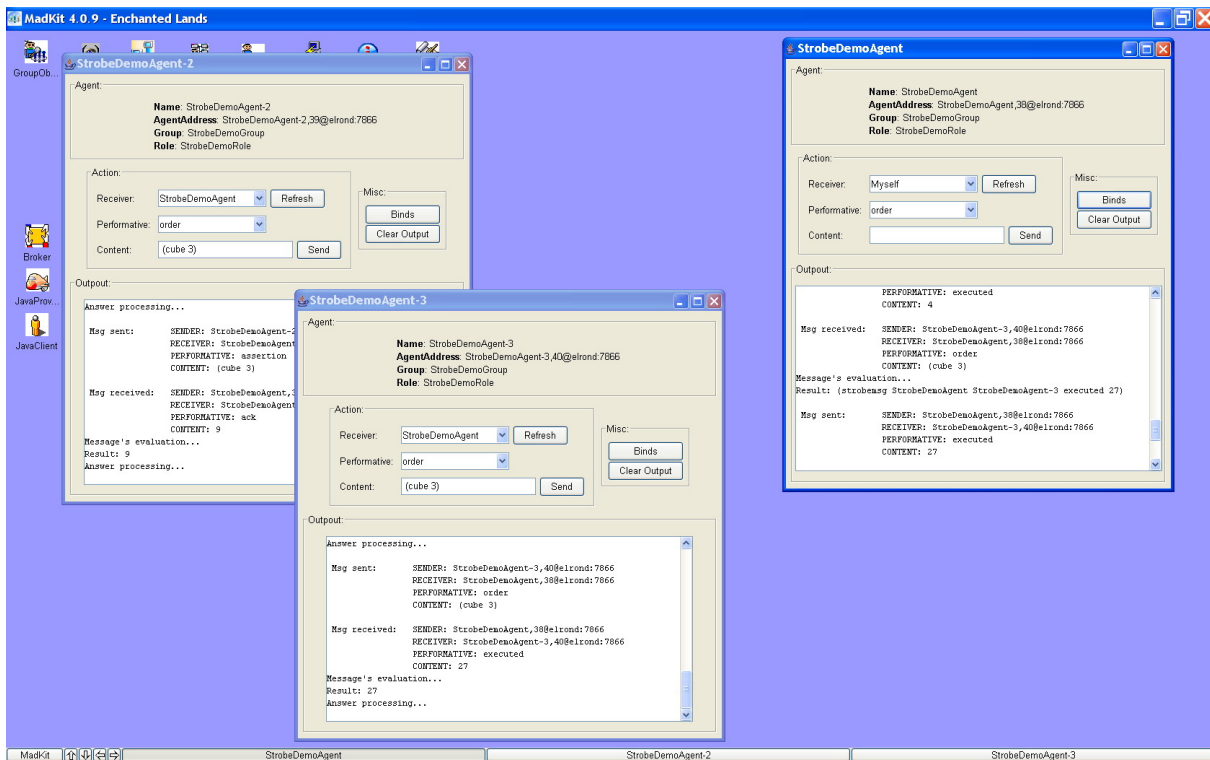 MadKit 4.0.9 - Enchanted Lands
GroupOb...
Broker
JavaProv...
JavaClient
StrobeDemoAgent-2
Agent:
Name: StrobeDemoAgent-2
AgentAddress: StrobeDemoAgent-2,39@elrond:7866
Group: StrobeDemoGroup
Role: StrobeDemoRole
Action:
Receiver: StrobeDemoAgent Refresh
Performative: order
Content: (cube 3) Send
Misc:
Binds
Clear Output
Outpout:
Answer processing...
Msg sent: SENDER: StrobeDemoAgent-2
RECEIVER: StrobeDemoAgent
PERFORMATIVE: assertion
CONTENT: (cube 3)
Msg received: SENDER: StrobeDemoAgent,3
RECEIVER: StrobeDemoAgent
PERFORMATIVE: ack
CONTENT: 9
Message's evaluation...
Result: 9
Answer processing...
StrobeDemoAgent-3
Agent:
Name: StrobeDemoAgent-3
AgentAddress: StrobeDemoAgent-3,40@elrond:7866
Group: StrobeDemoGroup
Role: StrobeDemoRole
Action:
Receiver: StrobeDemoAgent Refresh
Performative: order
Content: (cube 3) Send
Misc:
Binds
Clear Output
Outpout:
Answer processing...
Msg sent: SENDER: StrobeDemoAgent-3,40@elrond:7866
RECEIVER: StrobeDemoAgent,38@elrond:7866
PERFORMATIVE: order
CONTENT: (cube 3)
Msg received: SENDER: StrobeDemoAgent,38@elrond:7866
RECEIVER: StrobeDemoAgent-3,40@elrond:7866
PERFORMATIVE: executed
CONTENT: 27
Message's evaluation...
Result: 27
Answer processing...
StrobeDemoAgent
Agent:
Name: StrobeDemoAgent
AgentAddress: StrobeDemoAgent,38@elrond:7866
Group: StrobeDemoGroup
Role: StrobeDemoRole
Action:
Receiver: Myself Refresh
Performative: order
Content: Send
Misc:
Binds
Clear Output
Outpout:
PERFORMATIVE: executed
CONTENT: 4
Msg received: SENDER: StrobeDemoAgent-3,40@elrond:7866
RECEIVER: StrobeDemoAgent,38@elrond:7866
PERFORMATIVE: order
CONTENT: (cube 3)
Message's evaluation...
Result: (strobemsg StrobeDemoAgent StrobeDemoAgent-3 executed 27)
Msg sent: SENDER: StrobeDemoAgent,38@elrond:7866
RECEIVER: StrobeDemoAgent-3,40@elrond:7866
PERFORMATIVE: executed
CONTENT: 27
MadKit StrobeDemoAgent StrobeDemoAgent-2 StrobeDemoAgent-3